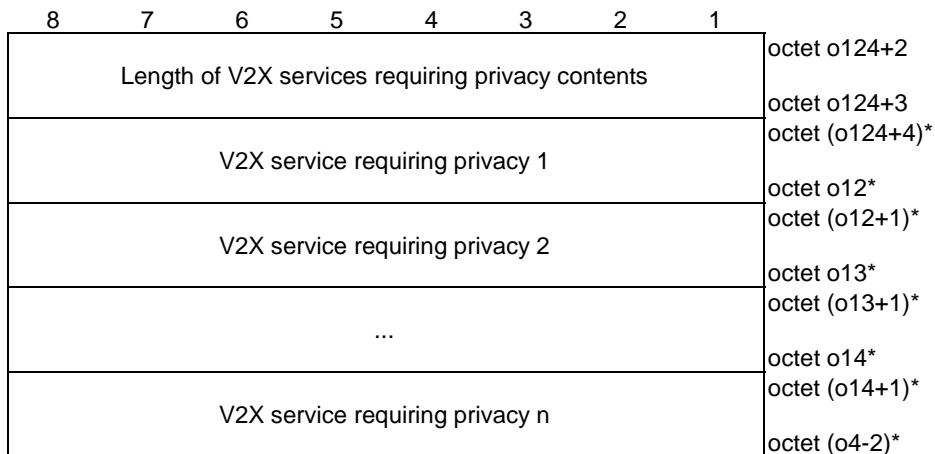 8 7 6 5 4 3 2 1
octet o124+2
Length of V2X services requiring privacy contents
octet o124+3
octet (o124+4)*
V2X service requiring privacy 1
octet o12*
octet (o12+1)*
V2X service requiring privacy 2
octet o13*
octet (o13+1)*
...
octet o14*
octet (o14+1)*
V2X service requiring privacy n
octet (o4-2)*